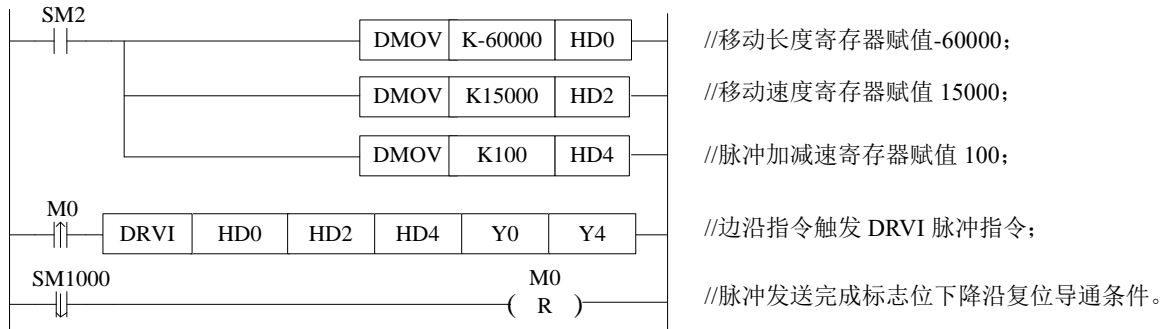 SM2
DMOV K-60000 HD0 //移动长度寄存器赋值-60000；
DMOV K15000 HD2 //移动速度寄存器赋值 15000；
DMOV K100 HD4 //脉冲加减速寄存器赋值 100；
M0
DRVI HD0 HD2 HD4 Y0 Y4 //边沿指令触发 DRVI 脉冲指令；
SM1000 M0
( R ) //脉冲发送完成标志位下降沿复位导通条件。